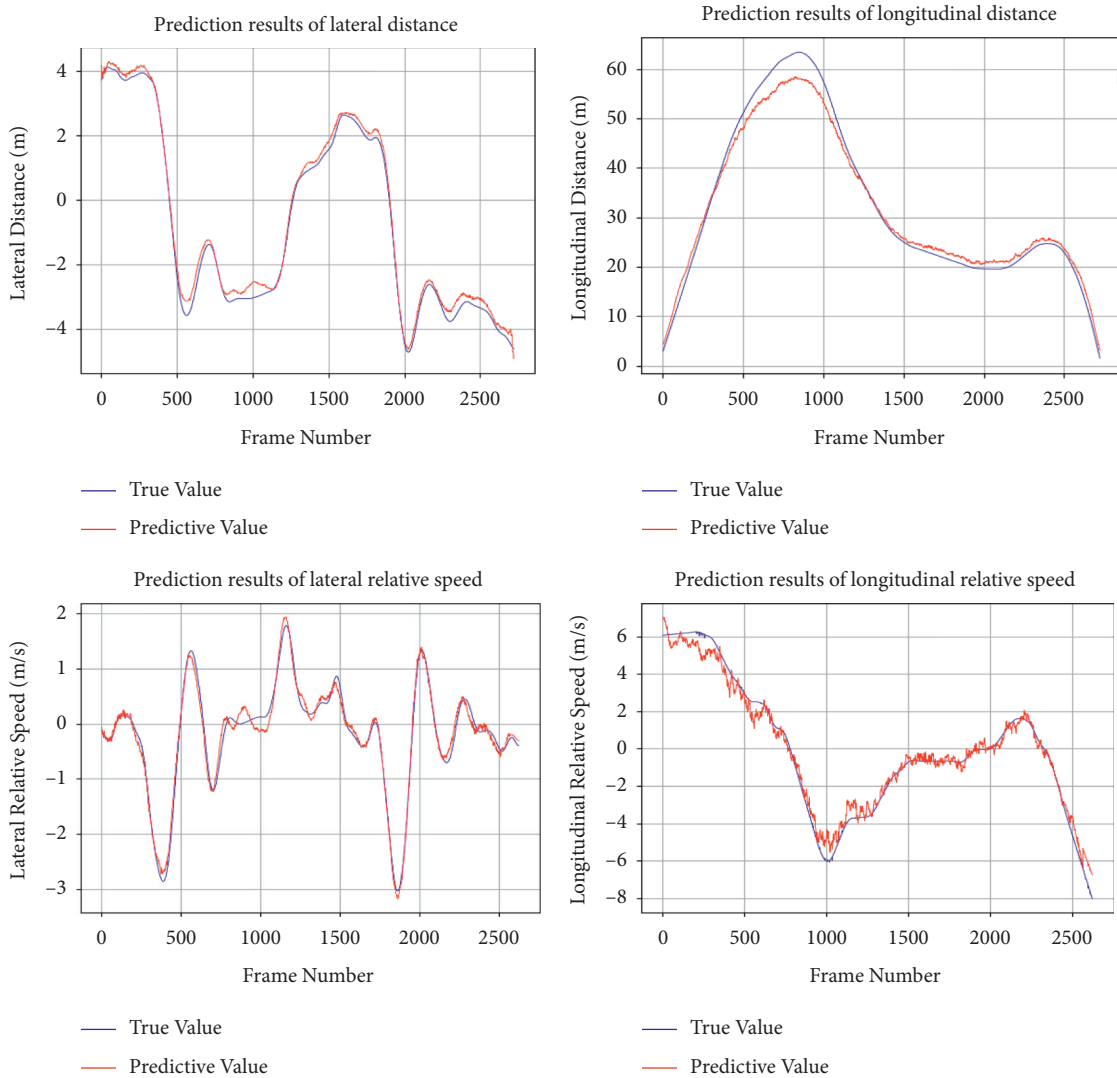 Prediction results of lateral distance
4
2
0
−2
−4
Lateral Distance (m)
0 500 1000 1500 2000 2500
Frame Number
True Value
Predictive Value
Prediction results of longitudinal distance
60
50
40
30
20
10
0
Longitudinal Distance (m)
0 500 1000 1500 2000 2500
Frame Number
True Value
Predictive Value
Prediction results of lateral relative speed
2
1
0
−1
−2
−3
Lateral Relative Speed (m/s)
0 500 1000 1500 2000 2500
Frame Number
True Value
Predictive Value
Prediction results of longitudinal relative speed
6
4
2
0
−2
−4
−6
−8
Longitudinal Relative Speed (m/s)
0 500 1000 1500 2000 2500
Frame Number
True Value
Predictive Value